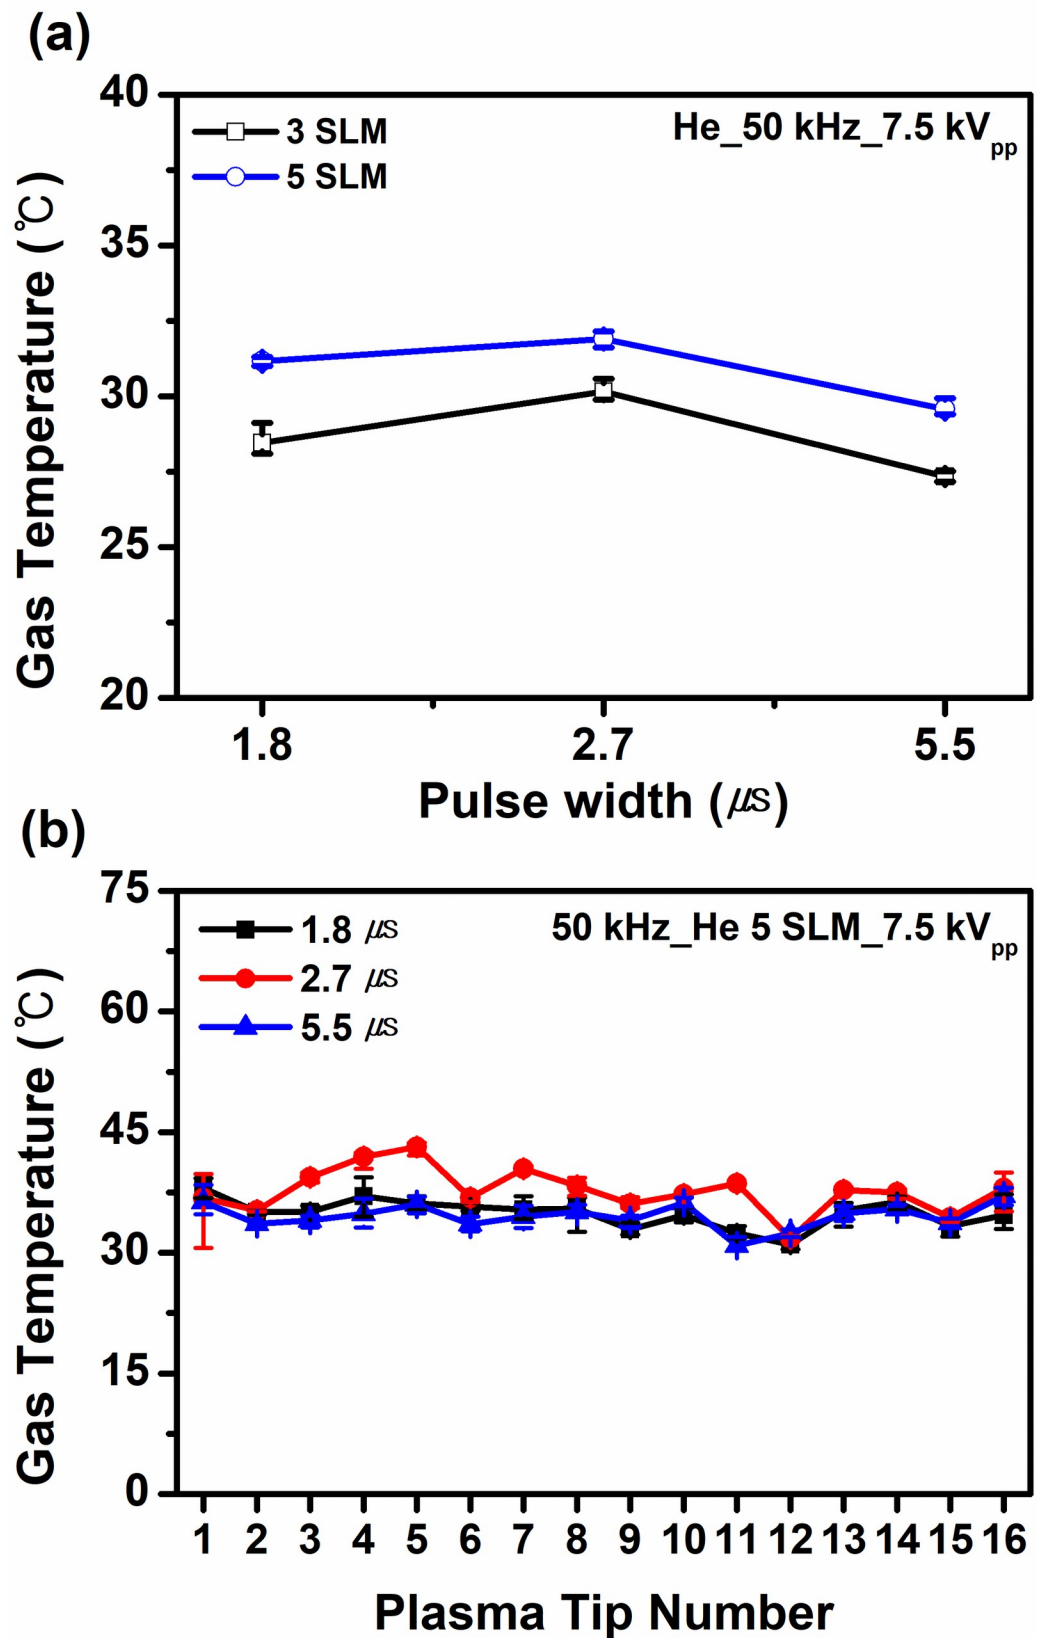 (a)
40
35
30
25
20
Gas Temperature (℃)
3 SLM
5 SLM
He_50 kHz_7.5 kVpp
1.8 2.7 5.5
Pulse width (㎲)
(b)
75
60
45
30
15
0
Gas Temperature (℃)
1.8 ㎲
2.7 ㎲
5.5 ㎲
50 kHz_He 5 SLM_7.5 kVpp
1 2 3 4 5 6 7 8 9 10 11 12 13 14 15 16
Plasma Tip Number